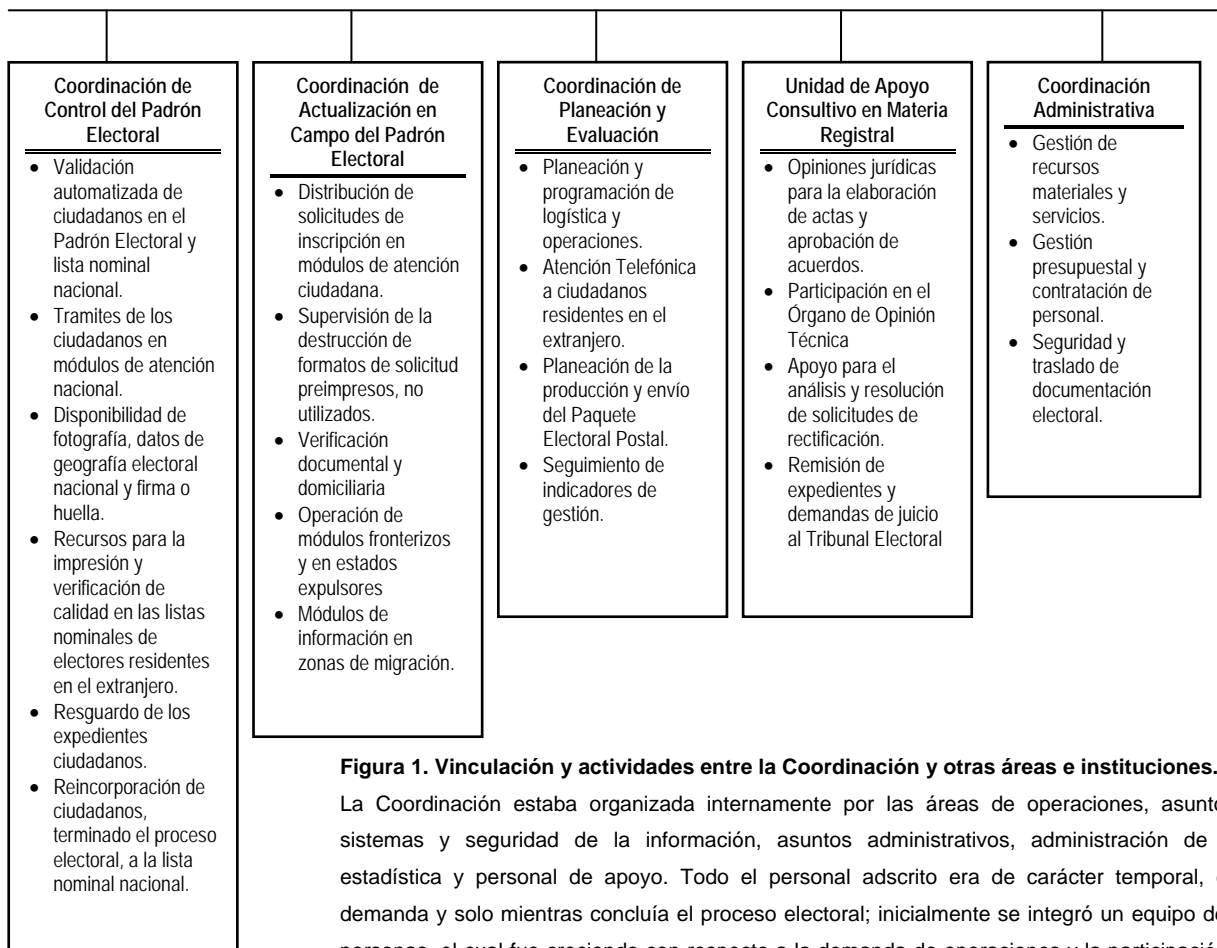 Coordinación de
Control del Padrón
Electoral
• Validación
automatizada de
ciudadanos en el
Padrón Electoral y
lista nominal
nacional.
• Tramites de los
ciudadanos en
módulos de atención
nacional.
• Disponibilidad de
fotografía, datos de
geografía electoral
nacional y firma o
huella.
• Recursos para la
impresión y
verificación de
calidad en las listas
nominales de
electores residentes
en el extranjero.
• Resguardo de los
expedientes
ciudadanos.
• Reincorporación de
ciudadanos,
terminado el proceso
electoral, a la lista
nominal nacional.
Coordinación de
Actualización en
Campo del Padrón
Electoral
• Distribución de
solicitudes de
inscripción en
módulos de atención
ciudadana.
• Supervisión de la
destrucción de
formatos de solicitud
preimpresos, no
utilizados.
• Verificación
documental y
domiciliaria
• Operación de
módulos fronterizos
y en estados
expulsores
• Módulos de
información en
zonas de migración.
Coordinación de
Planeación y
Evaluación
• Planeación y
programación de
logística y
operaciones.
• Atención Telefónica
a ciudadanos
residentes en el
extranjero.
• Planeación de la
producción y envío
del Paquete
Electoral Postal.
• Seguimiento de
indicadores de
gestión.
Unidad de Apoyo
Consultivo en Materia
Registral
• Opiniones jurídicas
para la elaboración
de actas y
aprobación de
acuerdos.
• Participación en el
Órgano de Opinión
Técnica
• Apoyo para el
análisis y resolución
de solicitudes de
rectificación.
• Remisión de
expedientes y
demandas de juicio
al Tribunal Electoral
Coordinación
Administrativa
• Gestión de
recursos
materiales y
servicios.
• Gestión
presupuestal y
contratación de
personal.
• Seguridad y
traslado de
documentación
electoral.
Figura 1. Vinculación y actividades entre la Coordinación y otras áreas e instituciones.
La Coordinación estaba organizada internamente por las áreas de operaciones,
sistemas y seguridad de la información, asuntos administrativos, administración de
estadística y personal de apoyo. Todo el personal adscrito era de carácter temporal,
demanda y solo mientras concluía el proceso electoral; inicialmente se integró un equipo